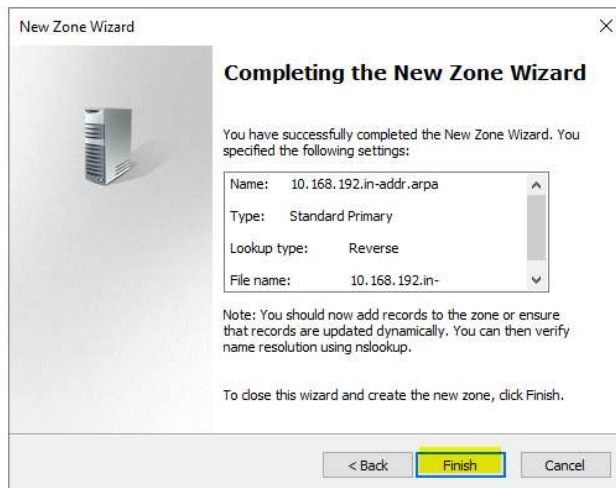 New Zone Wizard
Completing the New Zone Wizard
You have successfully completed the New Zone Wizard. You
specified the following settings:
Name: 10.168.192.in-addr.arpa
Type: Standard Primary
Lookup type: Reverse
File name: 10.168.192.in-
Note: You should now add records to the zone or ensure
that records are updated dynamically. You can then verify
name resolution using nslookup.
To close this wizard and create the new zone, click Finish.
< Back Finish Cancel